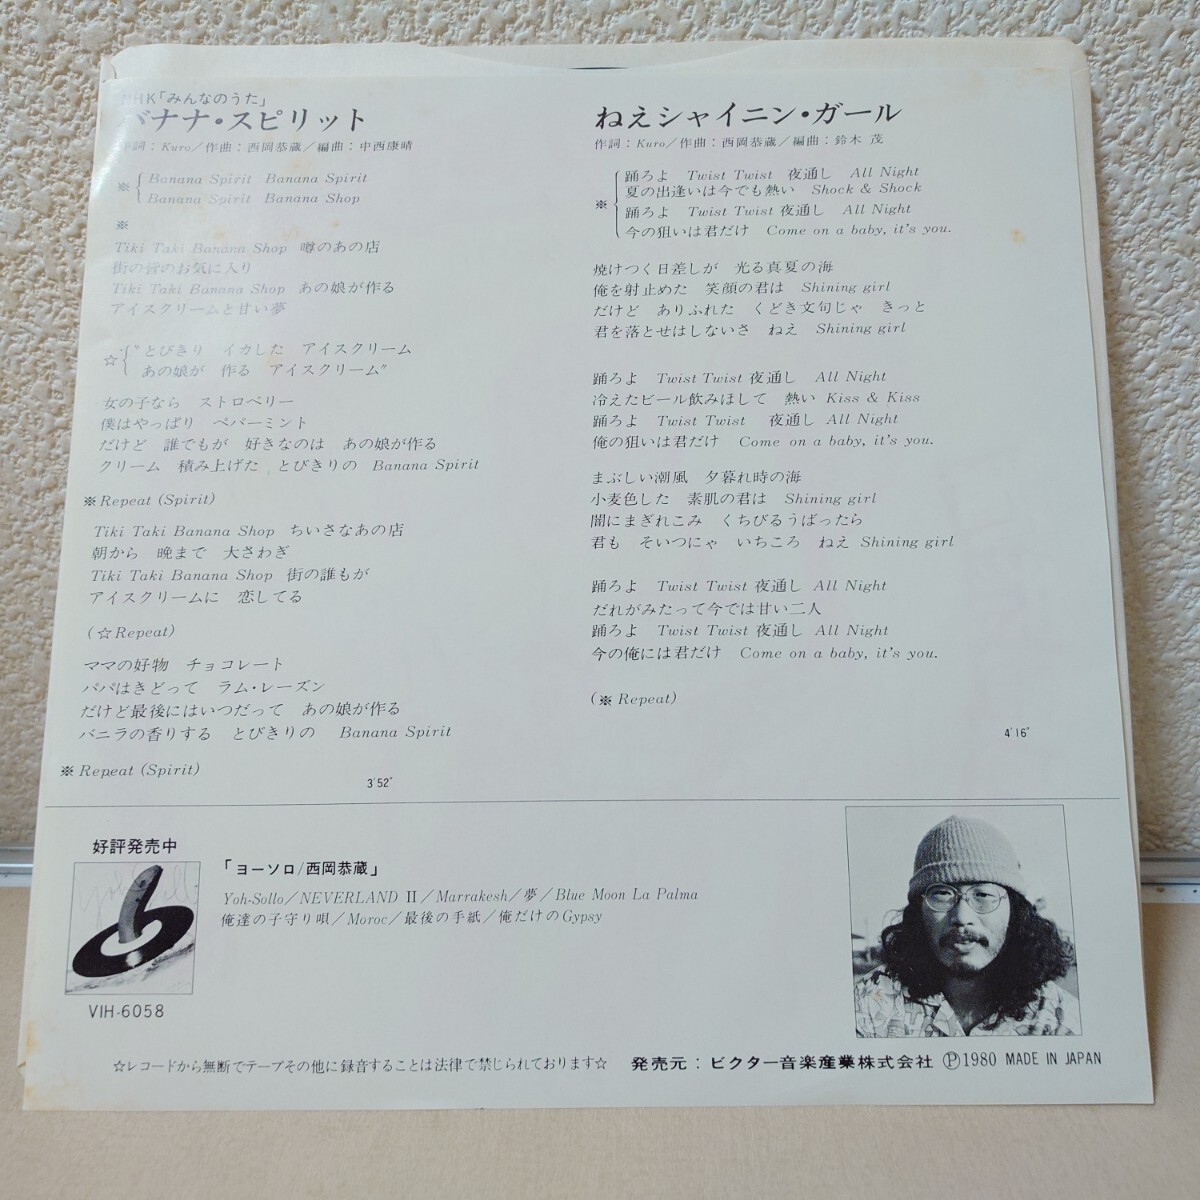 NHK「みんなのうた」
バナナ・スピリット
作詞：Kuro／作曲：西岡恭蔵／編曲：中西康晴
※{ Banana Spirit Banana Spirit
Banana Spirit Banana Shop
※
Tiki Taki Banana Shop 噂のあの店
街の皆のお気に入り
Tiki Taki Banana Shop あの娘が作る
アイスクリームと甘い夢
☆{ "とびきり イカした アイスクリーム
あの娘が 作る アイスクリーム"
女の子なら ストロベリー
僕はやっぱり ペパーミント
だけど 誰でもが 好きなのは あの娘が作る
クリーム 積み上げた とびきりの Banana Spirit
※Repeat (Spirit)
Tiki Taki Banana Shop ちいさなあの店
朝から 晩まで 大さわぎ
Tiki Taki Banana Shop 街の誰もが
アイスクリームに 恋してる
(☆Repeat)
ママの好物 チョコレート
パパはきどって ラム・レーズン
だけど最後にはいつだって あの娘が作る
バニラの香りする とびきりの Banana Spirit
※Repeat (Spirit)
3'52"
ねえシャイニン・ガール
作詞：Kuro／作曲：西岡恭蔵／編曲：鈴木 茂
※{ 踊ろよ Twist Twist 夜通し All Night
夏の出逢いは今でも熱い Shock & Shock
踊ろよ Twist Twist 夜通し All Night
今の狙いは君だけ Come on a baby, it's you.
焼けつく日差しが 光る真夏の海
俺を射止めた 笑顔の君は Shining girl
だけど ありふれた くどき文句じゃ きっと
君を落とせはしないさ ねえ Shining girl
踊ろよ Twist Twist 夜通し All Night
冷えたビール飲みほして 熱い Kiss & Kiss
踊ろよ Twist Twist 夜通し All Night
俺の狙いは君だけ Come on a baby, it's you.
まぶしい潮風 夕暮れ時の海
小麦色した 素肌の君は Shining girl
闇にまぎれこみ くちびるうばったら
君も そいつにゃ いちころ ねえ Shining girl
踊ろよ Twist Twist 夜通し All Night
だれがみたって今では甘い二人
踊ろよ Twist Twist 夜通し All Night
今の俺には君だけ Come on a baby, it's you.
(※ Repeat)
4'16"
好評発売中
VIH-6058
「ヨーソロ/西岡恭蔵」
Yoh-Sollo／NEVERLAND II／Marrakesh／夢／Blue Moon La Palma
俺達の子守り唄／Moroc／最後の手紙／俺だけのGypsy
☆レコードから無断でテープその他に録音することは法律で禁じられております☆ 発売元：ビクター音楽産業株式会社 Ⓟ1980 MADE IN JAPAN